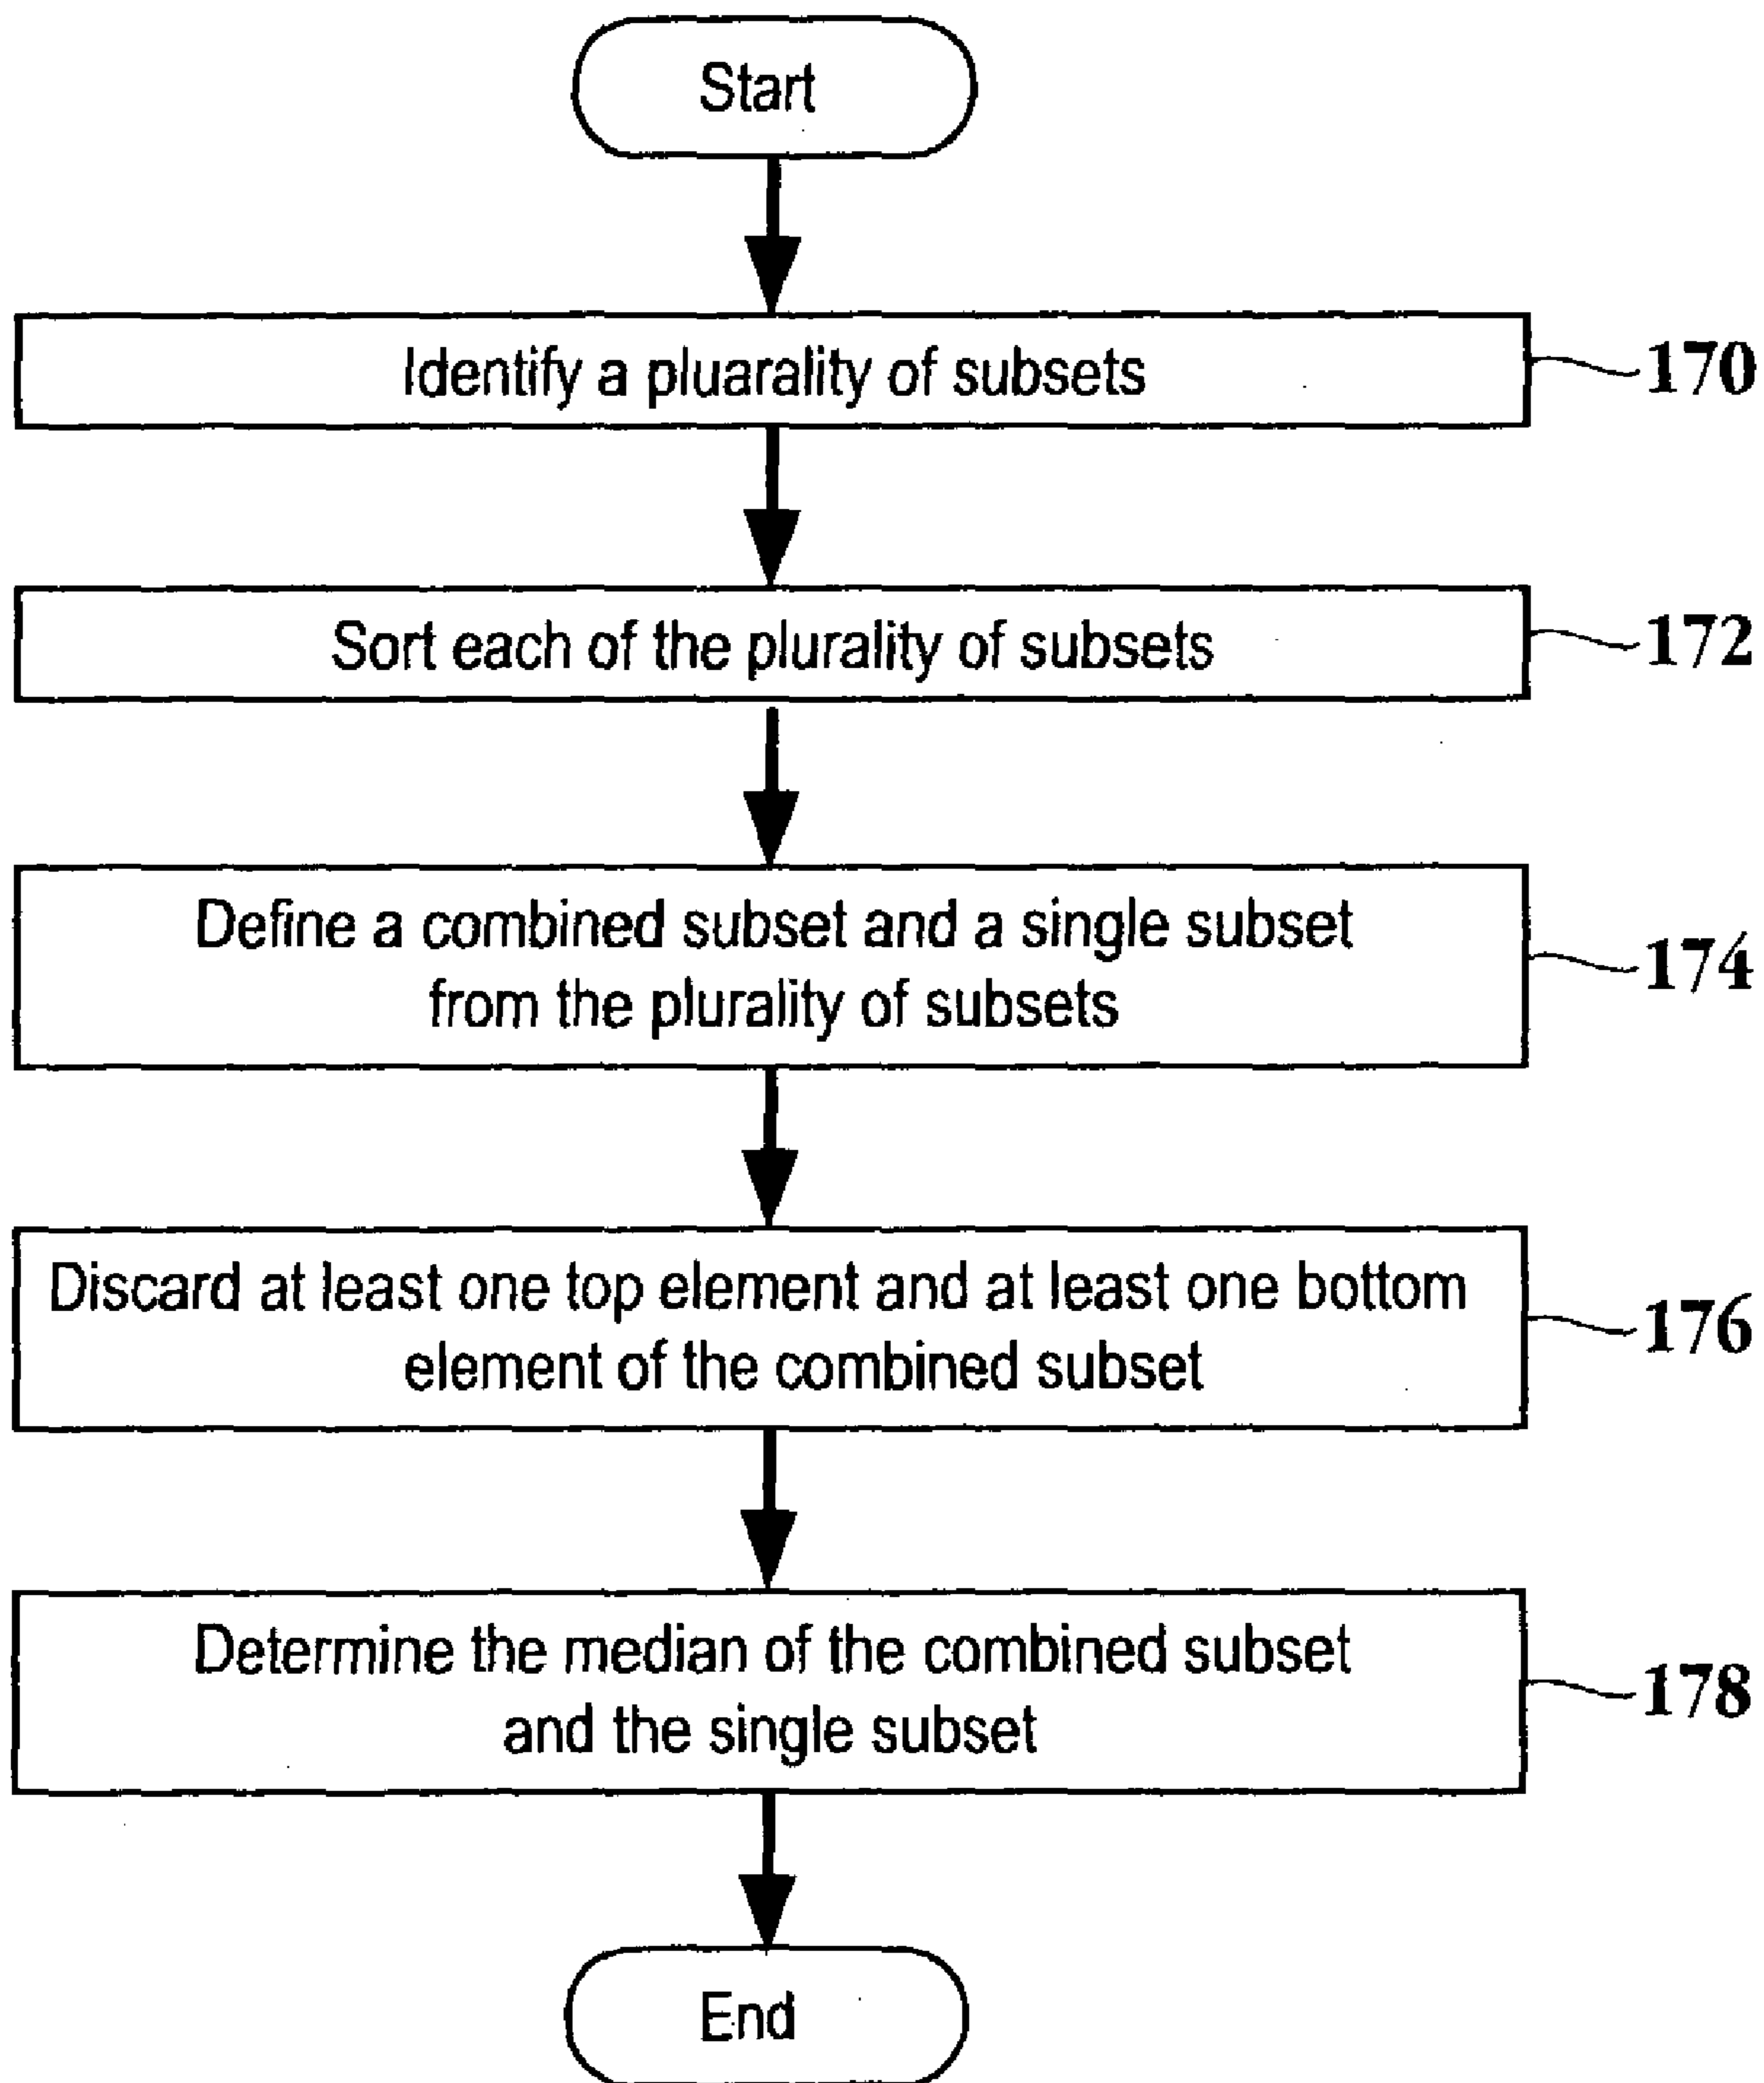 Start
Identify a pluarality of subsets
170
Sort each of the plurality of subsets
172
Define a combined subset and a single subset
from the plurality of subsets
174
Discard at least one top element and at least one bottom
element of the combined subset
176
Determine the median of the combined subset
and the single subset
178
End